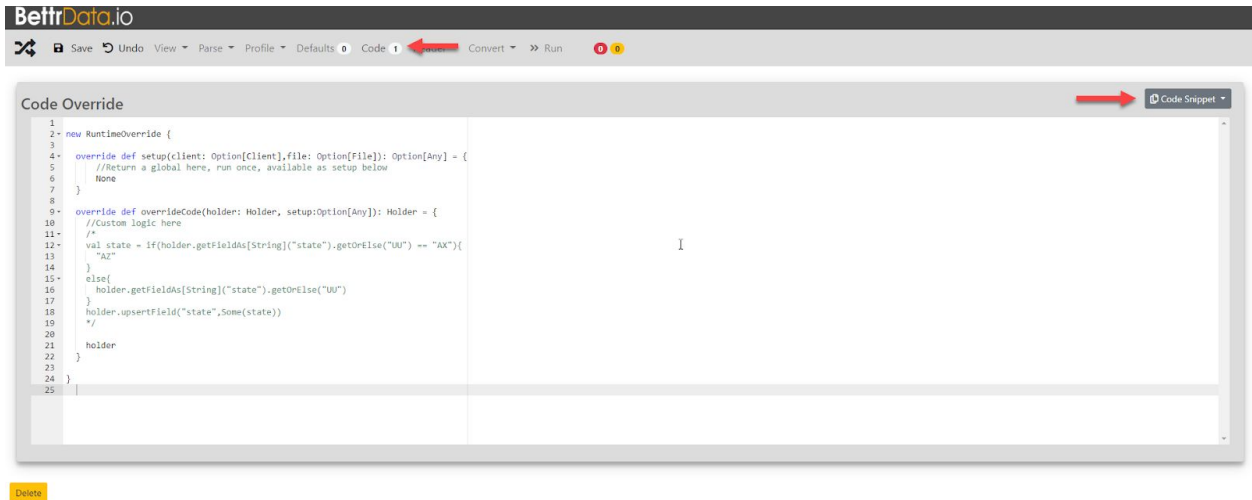 BettrData.io
Save Undo View Parse Profile Defaults 0 Code 1 Convert >> Run 0 0
Code Override
Code Snippet
1
2 new RuntimeOverride {
3
4 override def setup(client: Option[Client],file: Option[File]): Option[Any] = {
5 //Return a global here, run once, available as setup below
6 None
7 }
8
9 override def overrideCode(holder: Holder, setup:Option[Any]): Holder = {
10 //Custom logic here
11 /*
12 val state = if(holder.getFieldAs[String]("state").getOrElse("UU") == "AX"){
13 "AZ"
14 }
15 else{
16 holder.getFieldAs[String]("state").getOrElse("UU")
17 }
18 holder.upsertField("state",Some(state))
19 */
20
21 holder
22 }
23
24 }
25
Delete